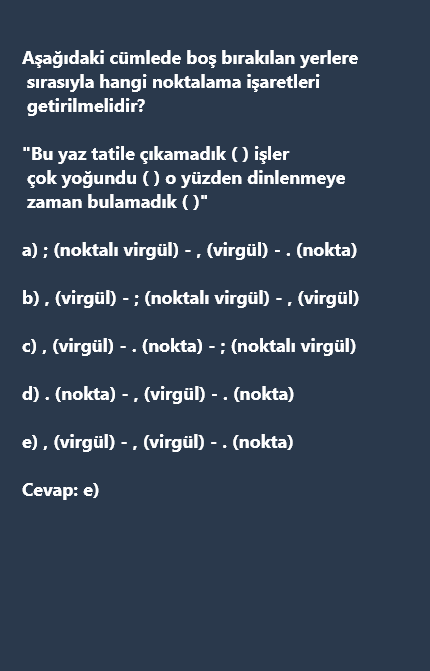 Aşağıdaki cümlede boş bırakılan yerlere
sırasıyla hangi noktalama işaretleri
getirilmelidir?
"Bu yaz tatile çıkamadık ( ) işler
çok yoğundu ( ) o yüzden dinlenmeye
zaman bulamadık ( )"
a) ; (noktalı virgül) - , (virgül) - . (nokta)
b) , (virgül) - ; (noktalı virgül) - , (virgül)
c) , (virgül) - . (nokta) - ; (noktalı virgül)
d) . (nokta) - , (virgül) - . (nokta)
e) , (virgül) - , (virgül) - . (nokta)
Cevap: e)